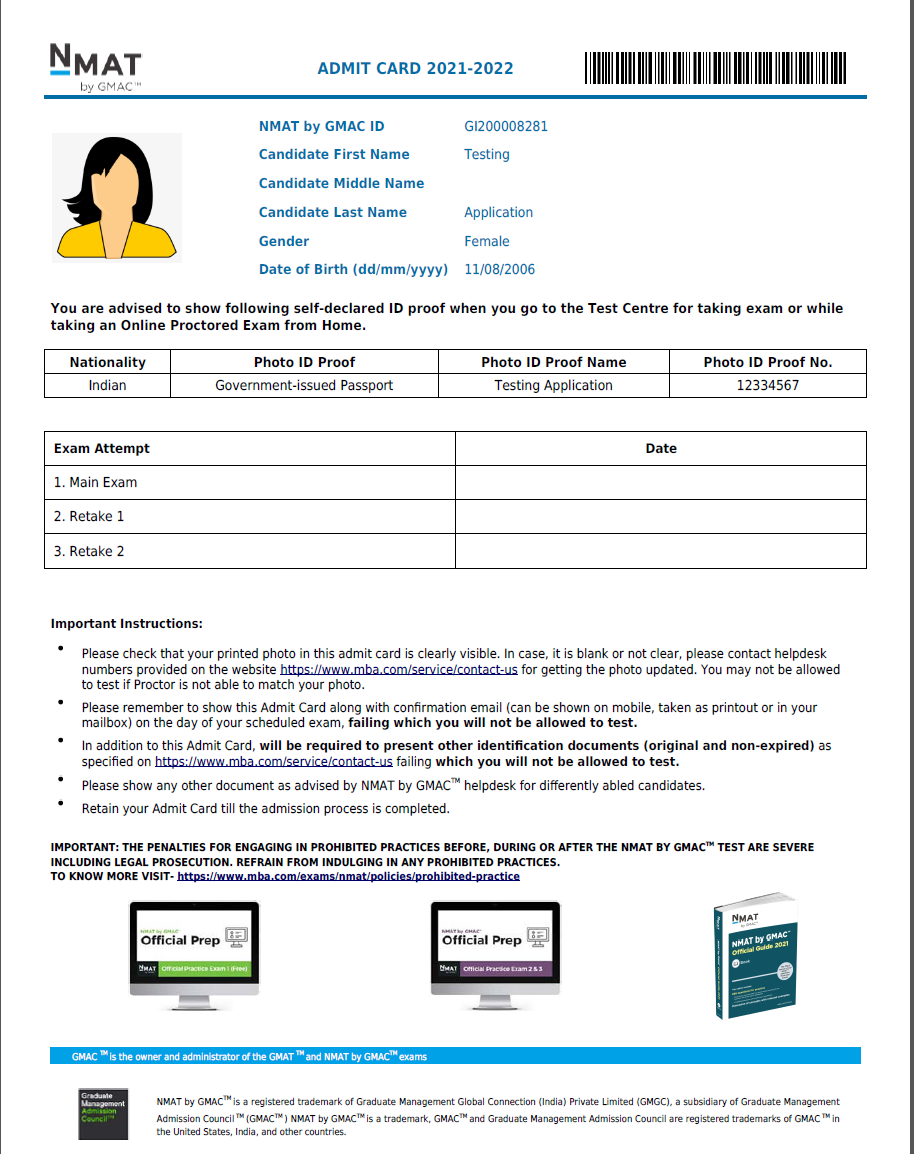 NMAT
by GMAC™
ADMIT CARD 2021-2022
NMAT by GMAC ID GI200008281
Candidate First Name Testing
Candidate Middle Name
Candidate Last Name Application
Gender Female
Date of Birth (dd/mm/yyyy) 11/08/2006
You are advised to show following self-declared ID proof when you go to the Test Centre for taking exam or while
taking an Online Proctored Exam from Home.
Nationality Photo ID Proof Photo ID Proof Name Photo ID Proof No.
Indian Government-issued Passport Testing Application 12334567
Exam Attempt Date
1. Main Exam
2. Retake 1
3. Retake 2
Important Instructions:
• Please check that your printed photo in this admit card is clearly visible. In case, it is blank or not clear, please contact helpdesk
numbers provided on the website https://www.mba.com/service/contact-us for getting the photo updated. You may not be allowed
to test if Proctor is not able to match your photo.
• Please remember to show this Admit Card along with confirmation email (can be shown on mobile, taken as printout or in your
mailbox) on the day of your scheduled exam, failing which you will not be allowed to test.
• In addition to this Admit Card, will be required to present other identification documents (original and non-expired) as
specified on https://www.mba.com/service/contact-us failing which you will not be allowed to test.
• Please show any other document as advised by NMAT by GMAC™ helpdesk for differently abled candidates.
• Retain your Admit Card till the admission process is completed.
IMPORTANT: THE PENALTIES FOR ENGAGING IN PROHIBITED PRACTICES BEFORE, DURING OR AFTER THE NMAT BY GMAC™ TEST ARE SEVERE
INCLUDING LEGAL PROSECUTION. REFRAIN FROM INDULGING IN ANY PROHIBITED PRACTICES.
TO KNOW MORE VISIT- https://www.mba.com/exams/nmat/policies/prohibited-practice
NMAT by GMAC™
Official Prep
NMAT Official Practice Exam 1 (Free)
NMAT by GMAC™
Official Prep
NMAT Official Practice Exam 2 & 3
NMAT
by GMAC™
NMAT by GMAC™
Official Guide 2021
GMAC ™ is the owner and administrator of the GMAT ™ and NMAT by GMAC™ exams
Graduate
Management
Admission
Council™
NMAT by GMAC™ is a registered trademark of Graduate Management Global Connection (India) Private Limited (GMGC), a subsidiary of Graduate Management
Admission Council ™ (GMAC™ ) NMAT by GMAC™ is a trademark, GMAC™ and Graduate Management Admission Council are registered trademarks of GMAC ™ in
the United States, India, and other countries.